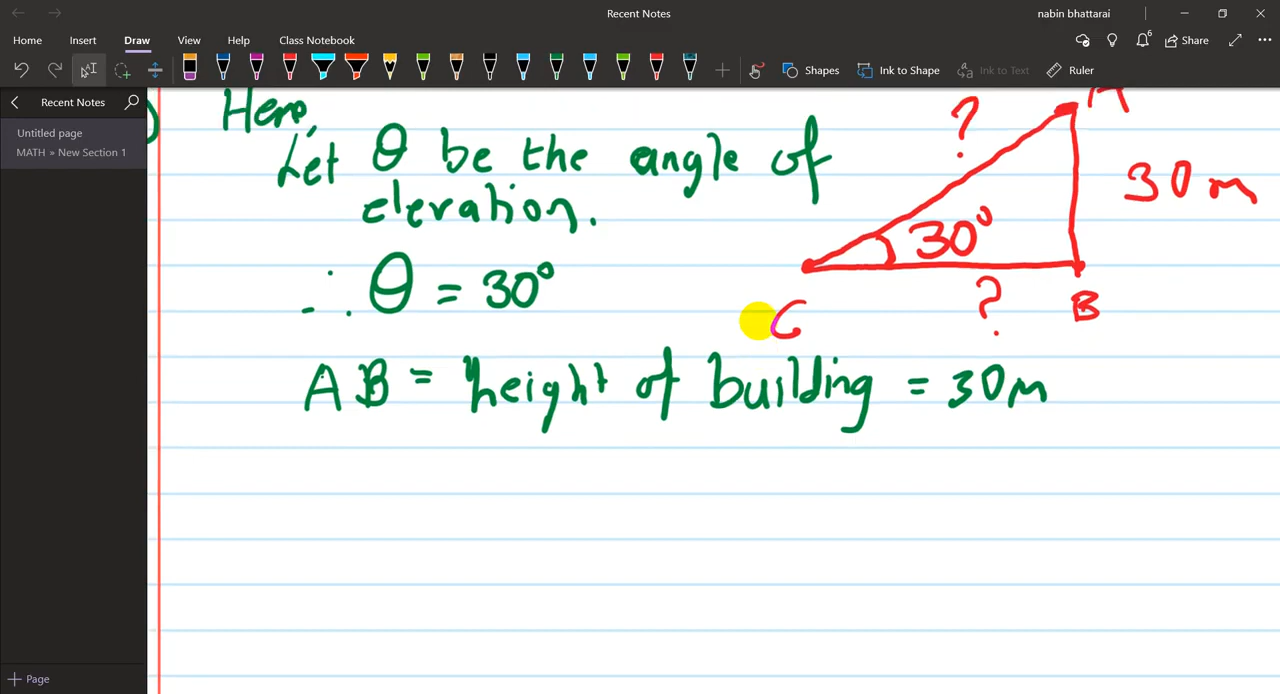 Recent Notes
nabin bhattarai
Home Insert Draw View Help Class Notebook
6 Share
Shapes Ink to Shape Ink to Text Ruler
Recent Notes
Untitled page
MATH » New Section 1
Here,
Let θ be the angle of
elevation.
∴ θ = 30°
AB = height of building = 30m
?
A
30 m
30°
C
?
B
Page